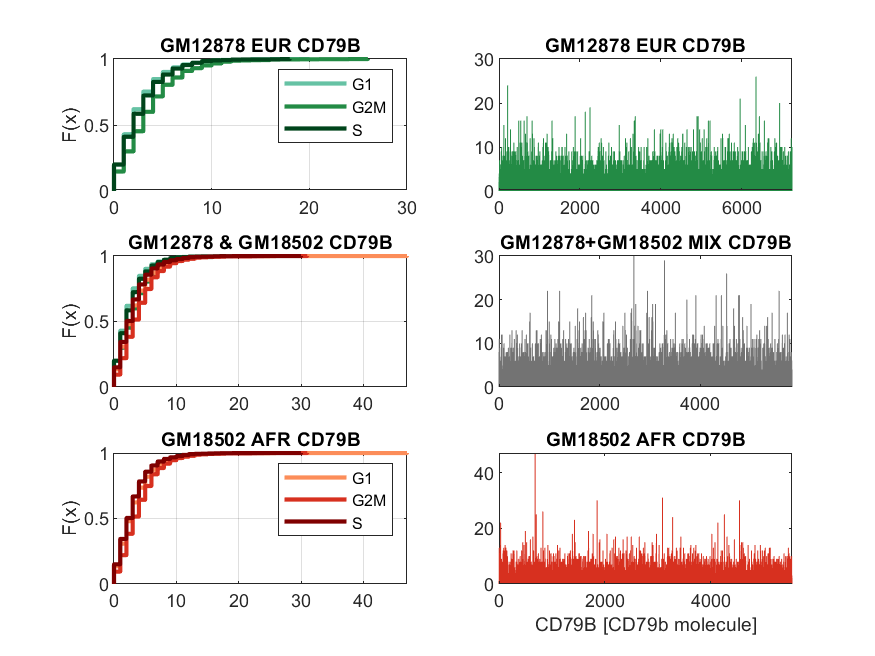 GM12878 EUR CD79B
1
0.5
0
F(x)
0 10 20 30
G1
G2M
S
GM12878 EUR CD79B
30
20
10
0
0 2000 4000 6000
GM12878 & GM18502 CD79B
1
0.5
0
F(x)
0 10 20 30 40
GM12878+GM18502 MIX CD79B
30
20
10
0
0 2000 4000
GM18502 AFR CD79B
1
0.5
0
F(x)
0 10 20 30 40
G1
G2M
S
GM18502 AFR CD79B
40
20
0
0 2000 4000
CD79B [CD79b molecule]